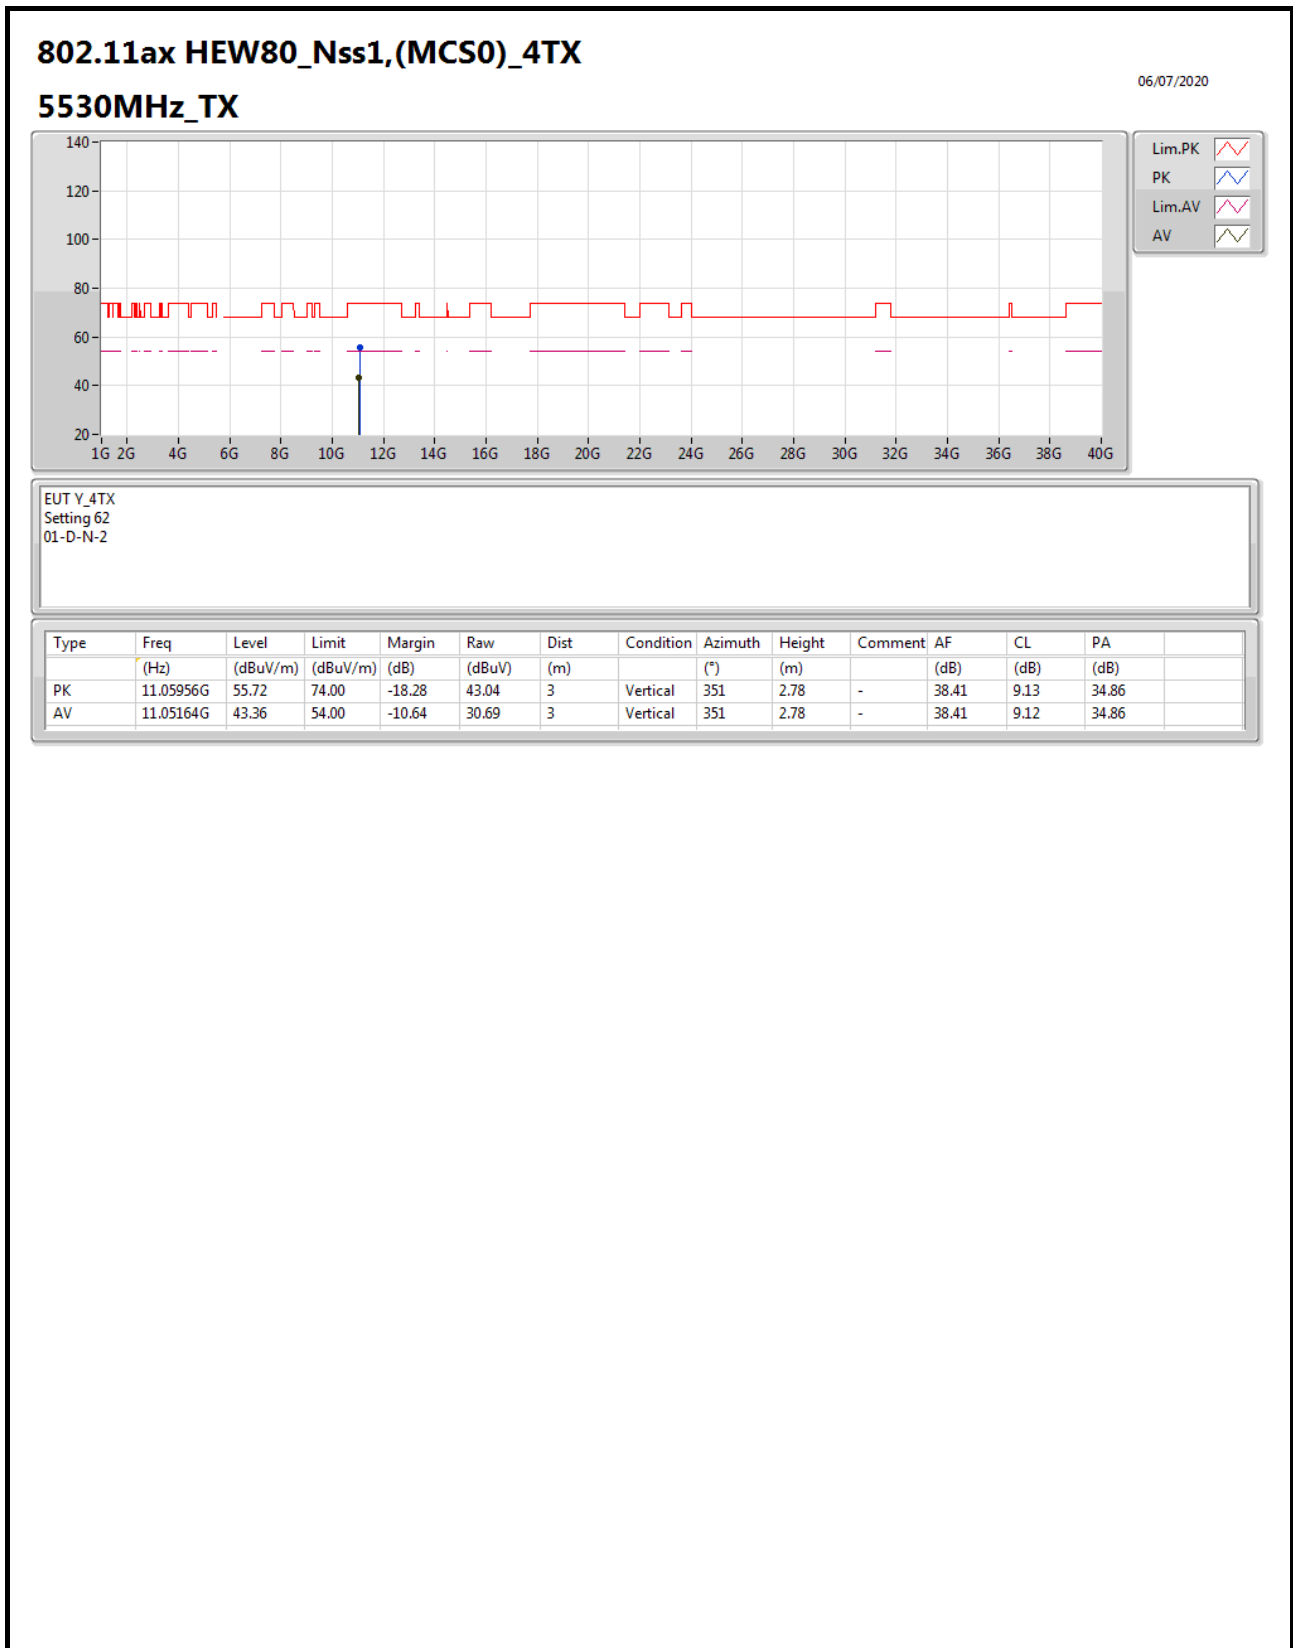 802.11ax HEW80_Nss1,(MCS0)_4TX
06/07/2020
5530MHz_TX
140
120
100
80
60
40
20
1G 2G 4G 6G 8G 10G 12G 14G 16G 18G 20G 22G 24G 26G 28G 30G 32G 34G 36G 38G 40G
Lim.PK
PK
Lim.AV
AV
EUT Y_4TX
Setting 62
01-D-N-2
Type Freq Level Limit Margin Raw Dist Condition Azimuth Height Comment AF CL PA
(Hz) (dBuV/m) (dBuV/m) (dB) (dBuV) (m) (°) (m) (dB) (dB) (dB)
PK 11.05956G 55.72 74.00 -18.28 43.04 3 Vertical 351 2.78 - 38.41 9.13 34.86
AV 11.05164G 43.36 54.00 -10.64 30.69 3 Vertical 351 2.78 - 38.41 9.12 34.86